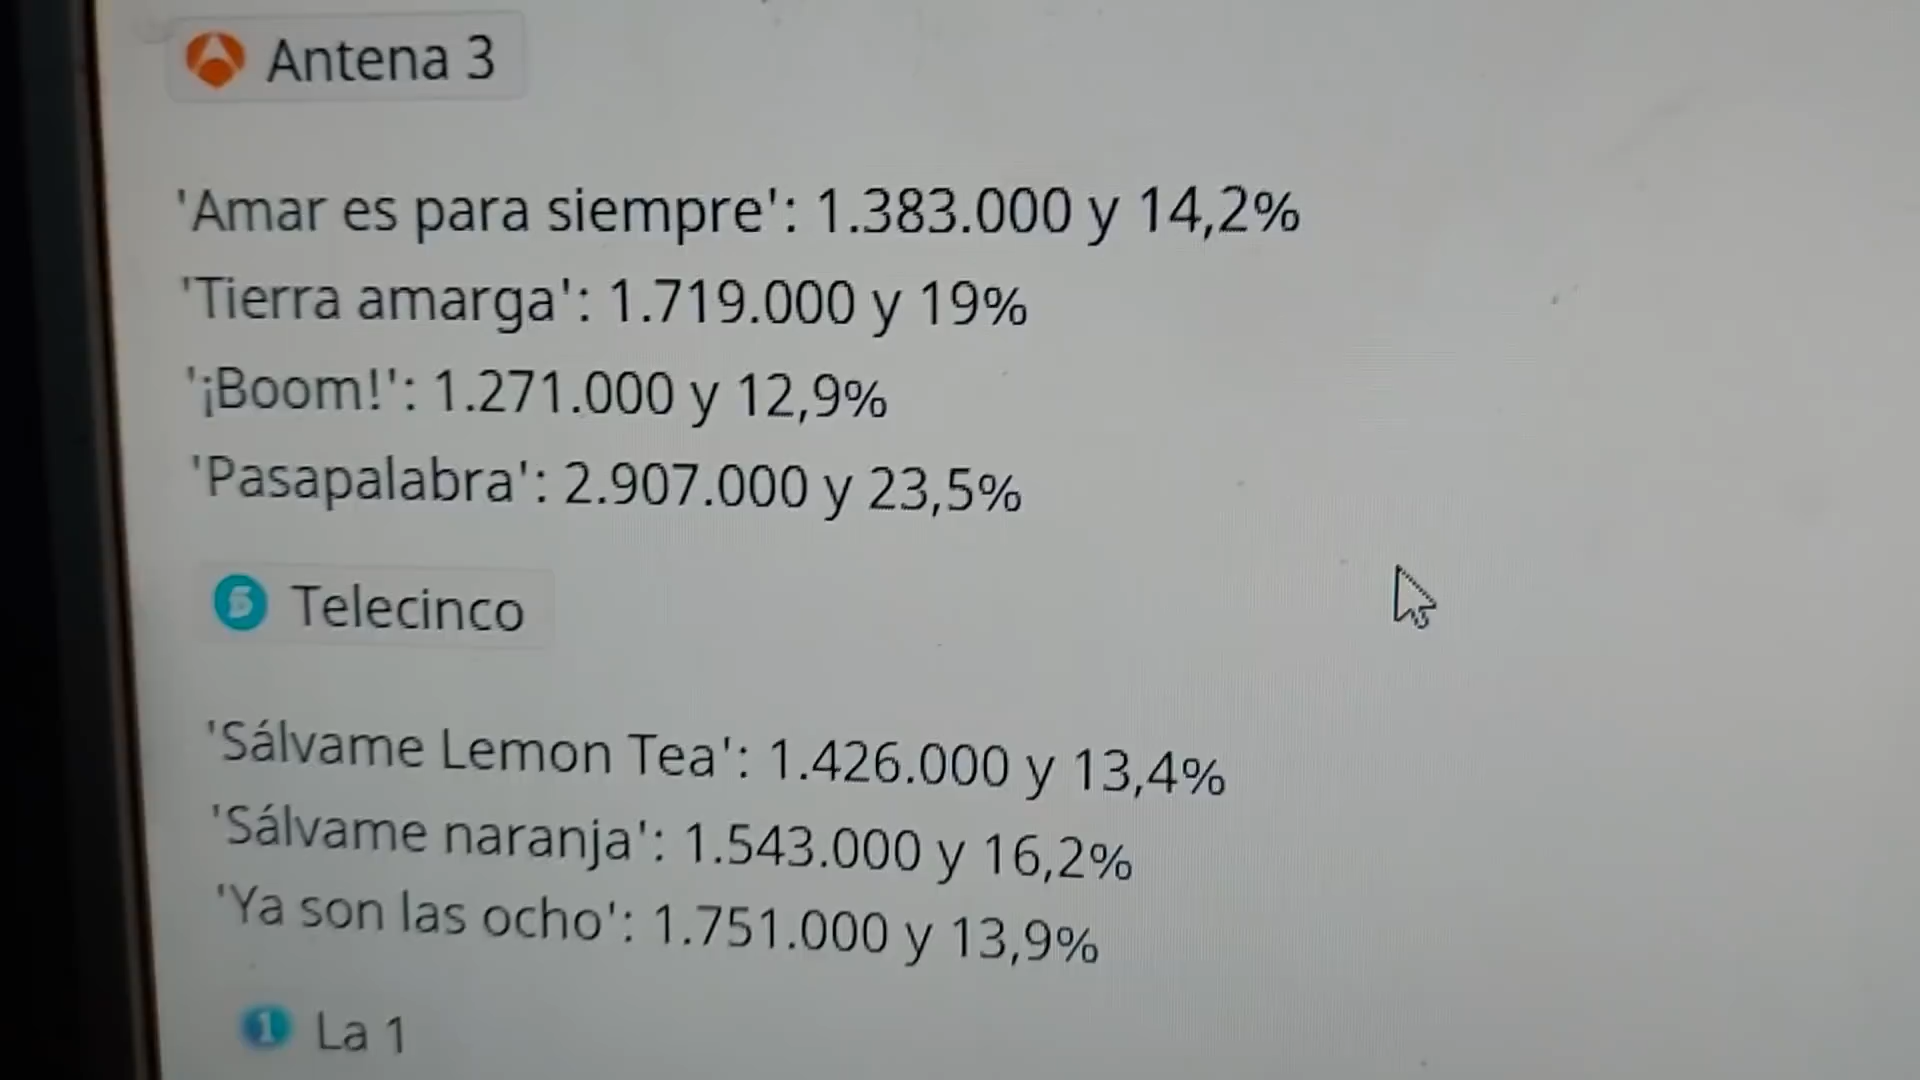 Antena 3
'Amar es para siempre': 1.383.000 y 14,2%
'Tierra amarga': 1.719.000 y 19%
'¡Boom!': 1.271.000 y 12,9%
'Pasapalabra': 2.907.000 y 23,5%
5 Telecinco
'Sálvame Lemon Tea': 1.426.000 y 13,4%
'Sálvame naranja': 1.543.000 y 16,2%
'Ya son las ocho': 1.751.000 y 13,9%
1 La 1